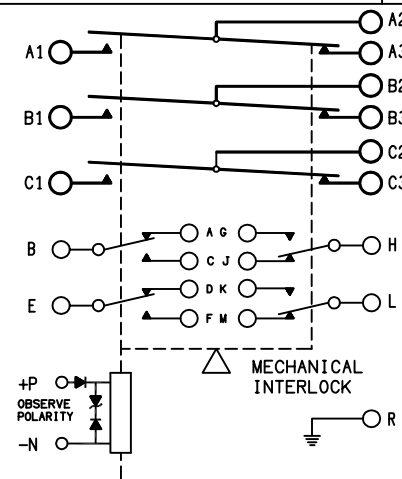 A2
A1
A3
B2
B1
B3
C2
C1
C3
B
A G
H
C J
E
D K
L
F M
MECHANICAL
INTERLOCK
+P
OBSERVE
POLARITY
-N
R